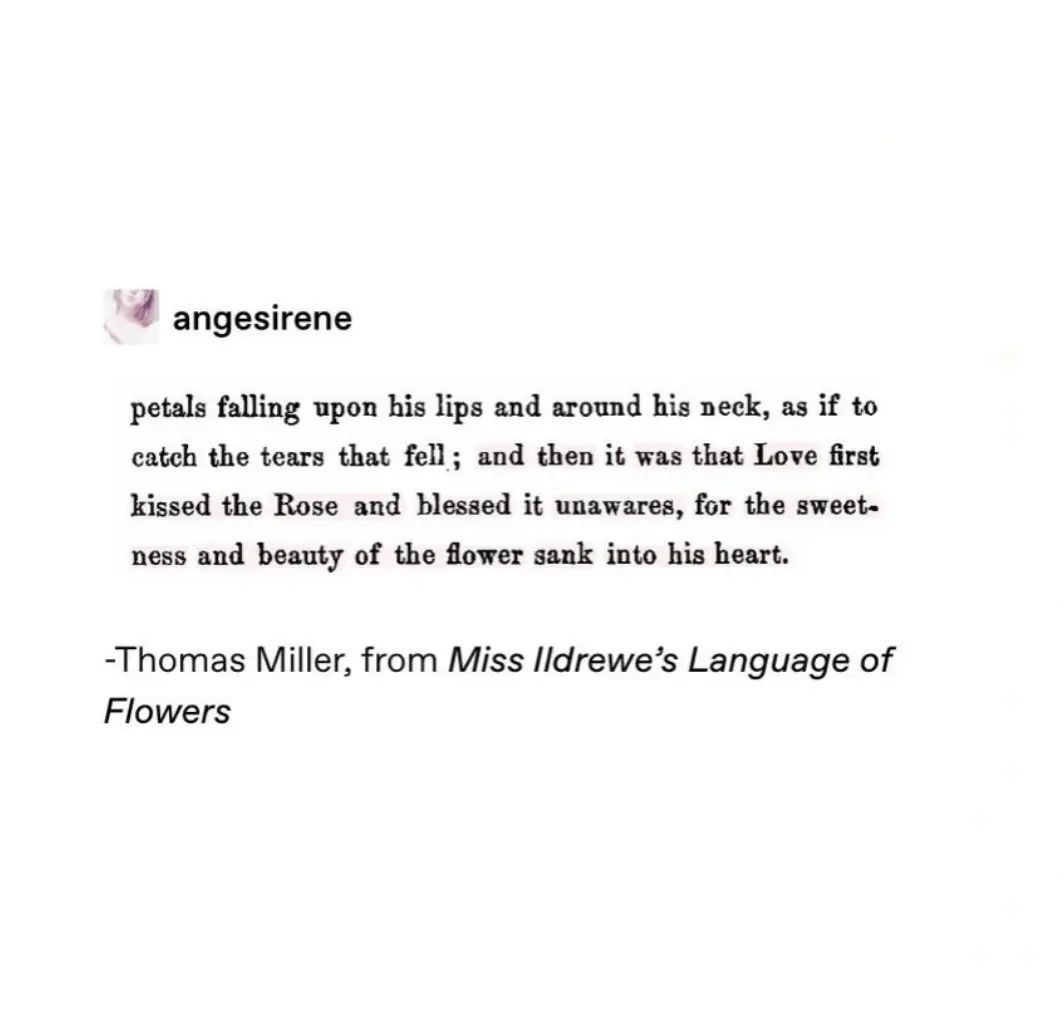 angesirene
petals falling upon his lips and around his neck, as if to
catch the tears that fell; and then it was that Love first
kissed the Rose and blessed it unawares, for the sweet-
ness and beauty of the flower sank into his heart.
-Thomas Miller, from Miss Ildrewe’s Language of
Flowers